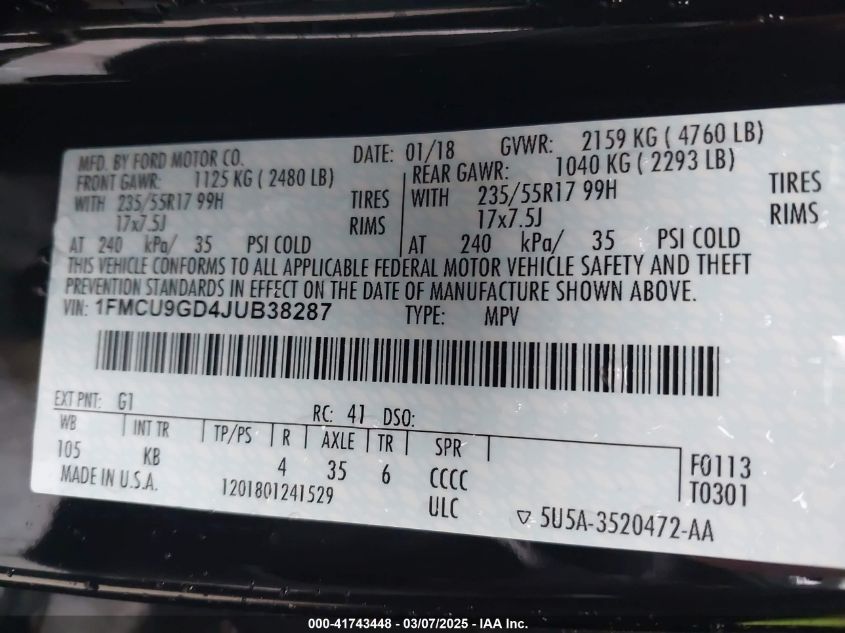 MFD. BY FORD MOTOR CO. DATE: 01/18 GVWR: 2159 KG ( 4760 LB)
FRONT GAWR: 1125 KG ( 2480 LB) REAR GAWR: 1040 KG ( 2293 LB)
WITH 235/55R17 99H TIRES WITH 235/55R17 99H TIRES
17x7.5J RIMS 17x7.5J RIMS
AT 240 kPa/ 35 PSI COLD AT 240 kPa/ 35 PSI COLD
THIS VEHICLE CONFORMS TO ALL APPLICABLE FEDERAL MOTOR VEHICLE SAFETY AND THEFT
PREVENTION STANDARDS IN EFFECT ON THE DATE OF MANUFACTURE SHOWN ABOVE.
VIN: 1FMCU9GD4JUB38287 TYPE: MPV
EXT PNT: G1 RC: 41 DSO:
WB INT TR TP/PS R AXLE TR SPR
105 KB 4 35 6 CCCC F0113
MADE IN U.S.A. 1201801241529 ULC T0301
▽ 5U5A-3520472-AA
000-41743448 - 03/07/2025 - IAA Inc.